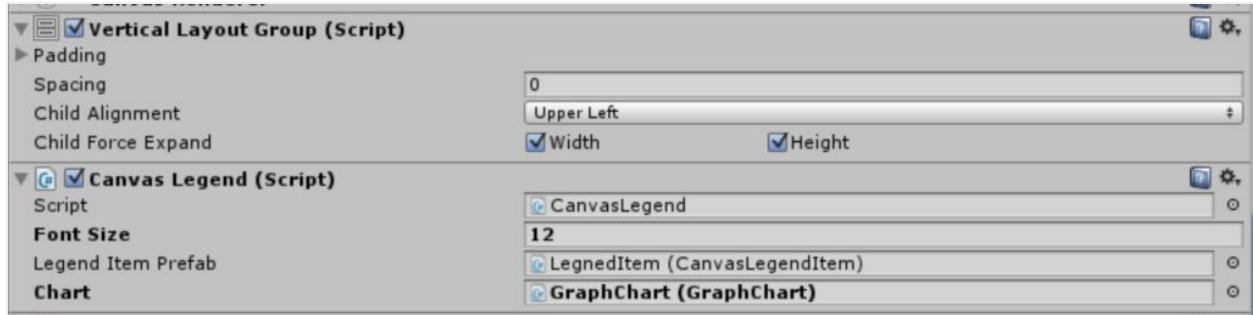 Vertical Layout Group (Script)
Padding
Spacing 0
Child Alignment Upper Left
Child Force Expand Width Height
Canvas Legend (Script)
Script CanvasLegend
Font Size 12
Legend Item Prefab LegnedItem (CanvasLegendItem)
Chart GraphChart (GraphChart)